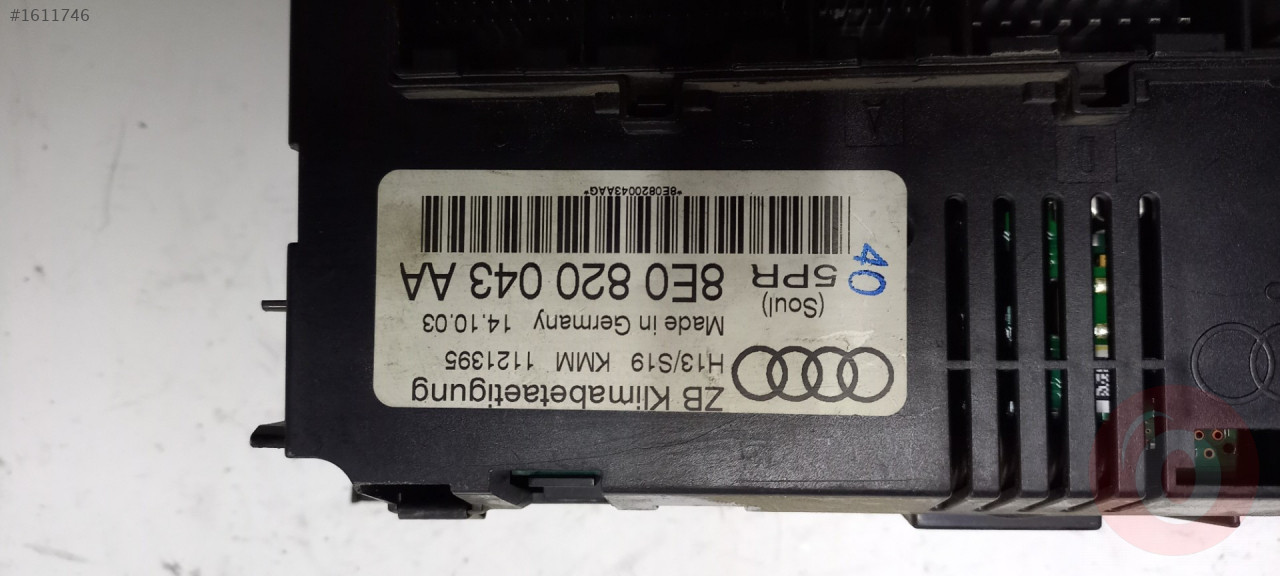 #1611746
ZB Klimabetaetigung
H13/S19 KMM 1121395
Made in Germany 14.10.03
(Soul)
8E0 820 043 AA
5PR
40
*8E0820043AAG*